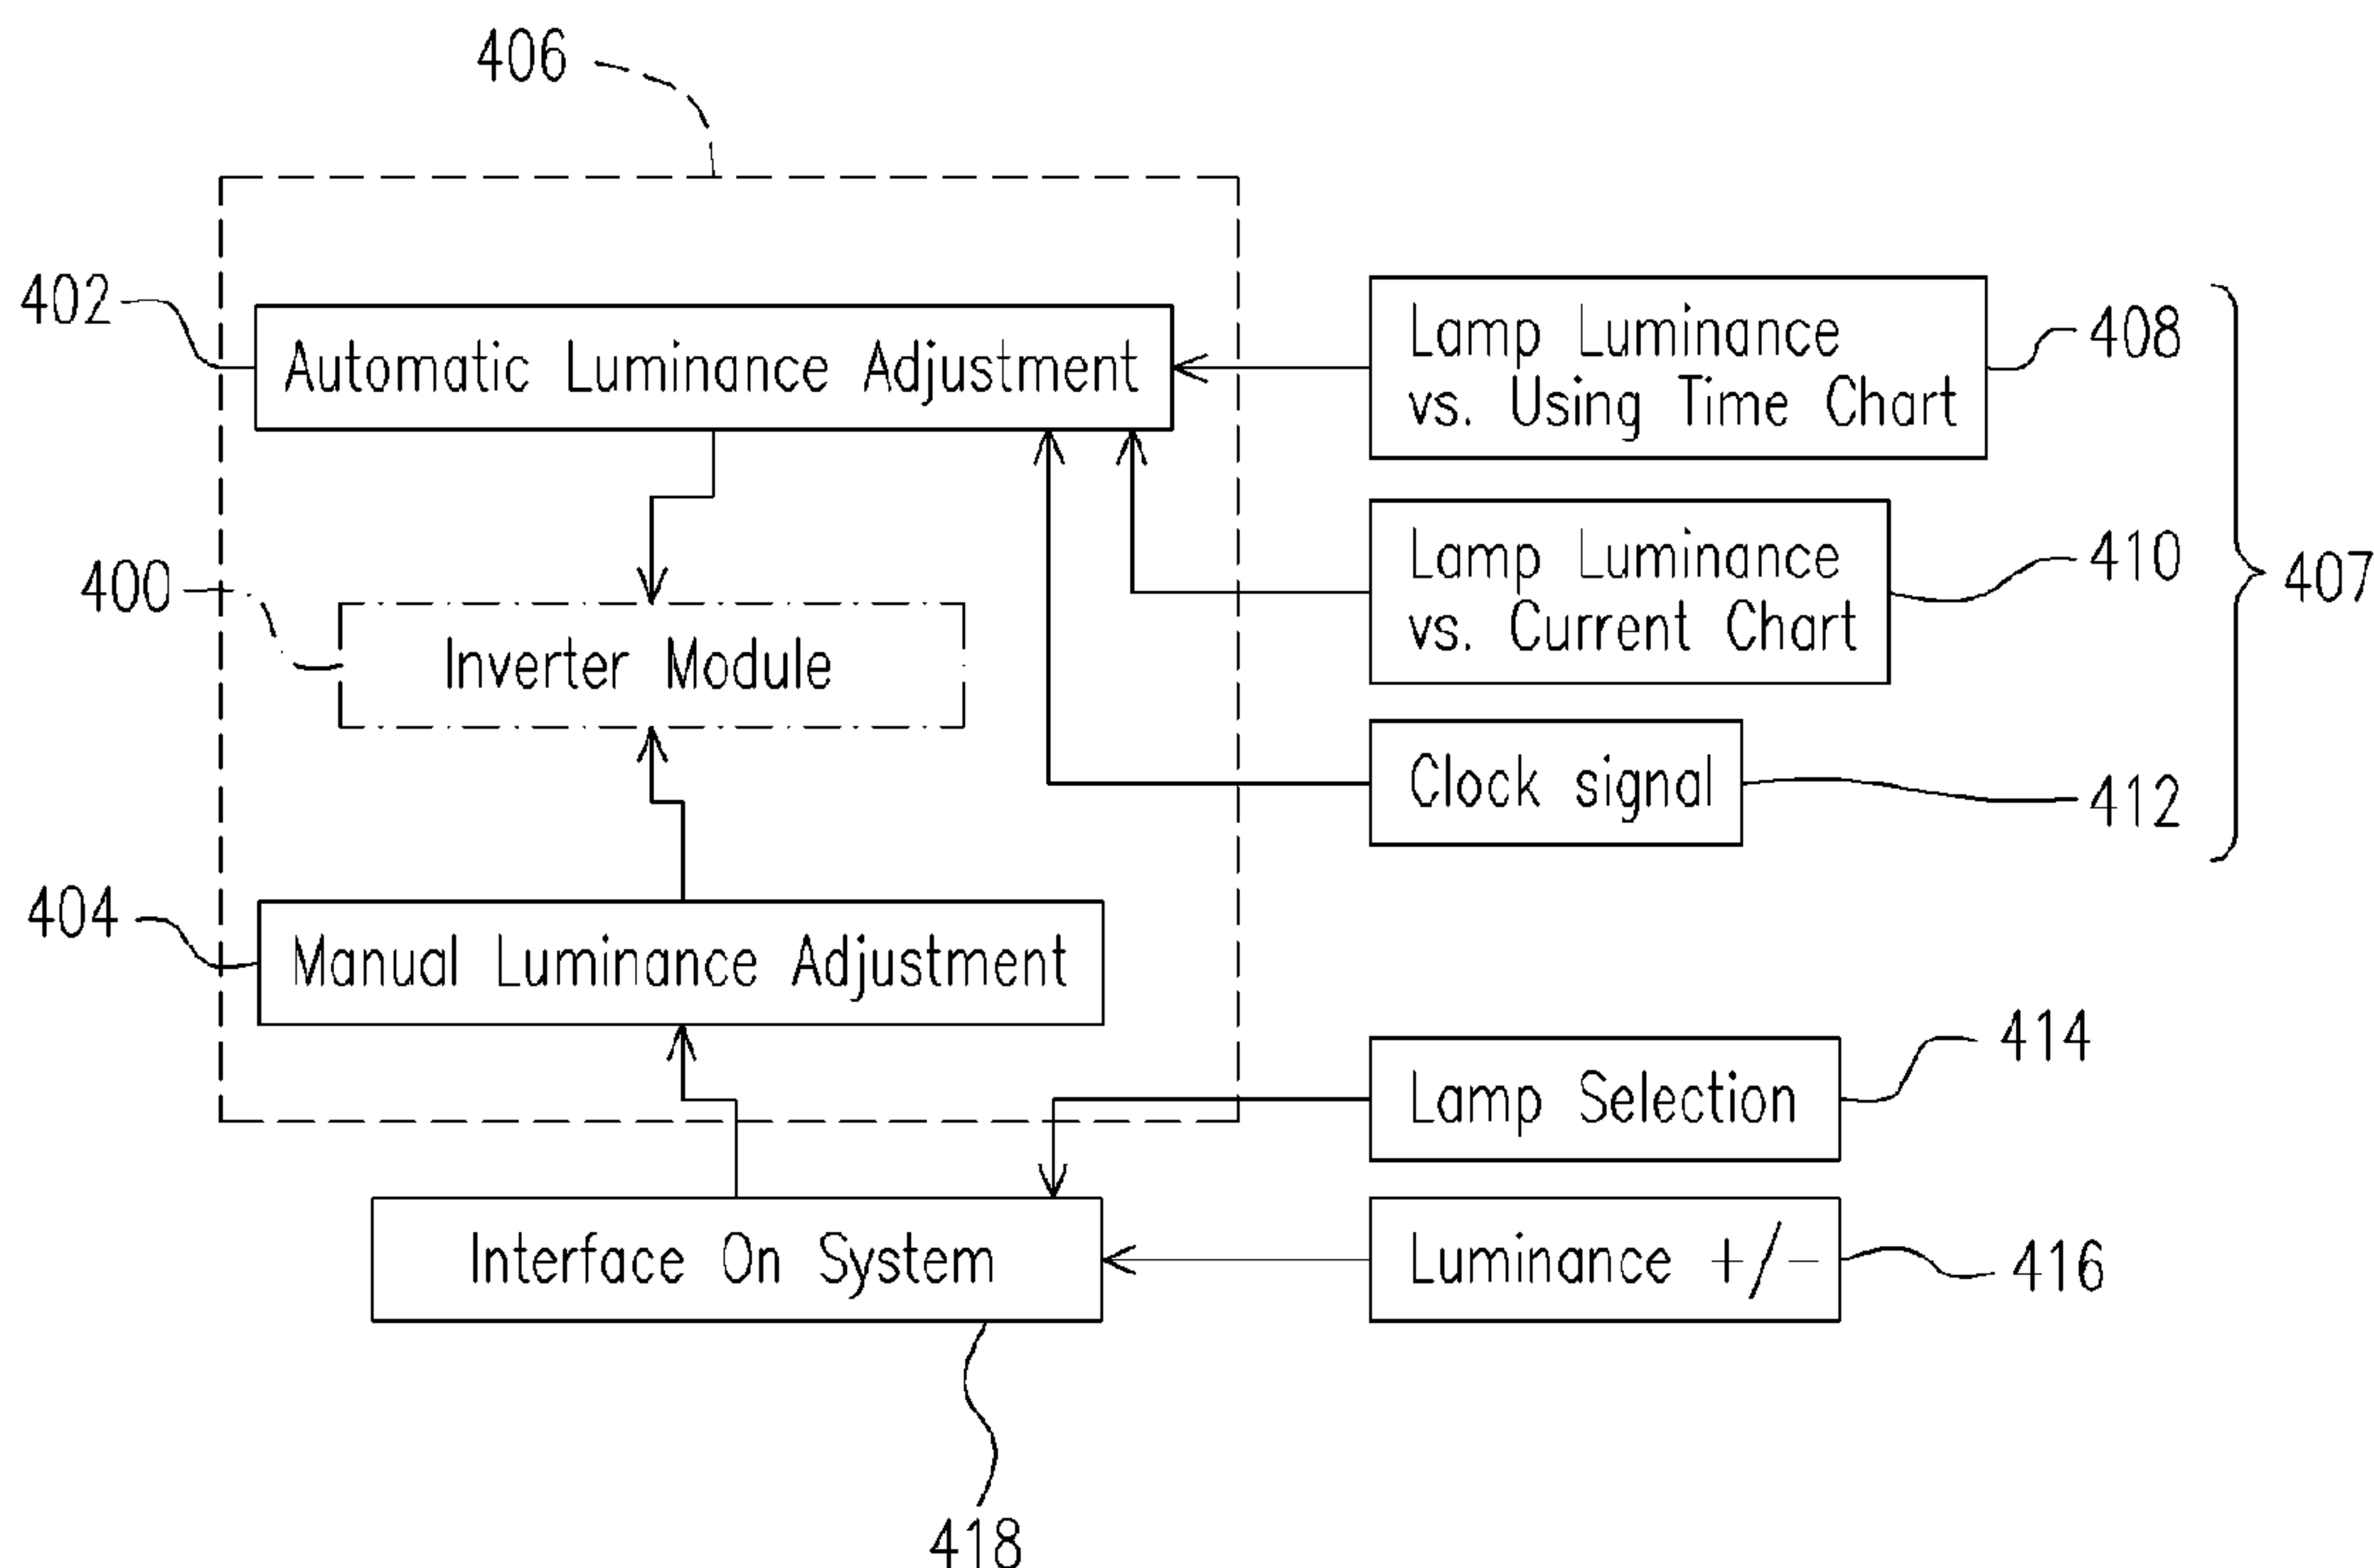 406
402
Automatic Luminance Adjustment
Lamp Luminance
vs. Using Time Chart
408
400
Inverter Module
Lamp Luminance
vs. Current Chart
410
407
Clock signal
412
404
Manual Luminance Adjustment
Lamp Selection
414
Interface On System
Luminance +/-
416
418